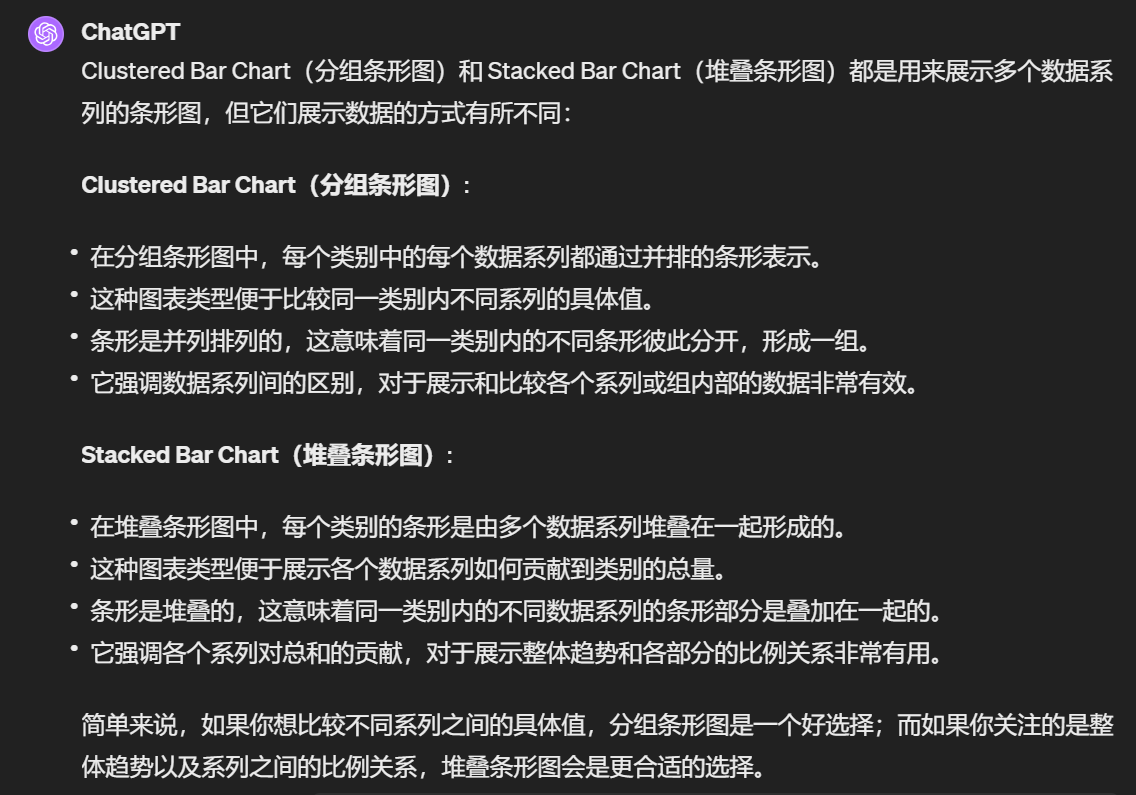 ChatGPT
Clustered Bar Chart（分组条形图）和 Stacked Bar Chart（堆叠条形图）都是用来展示多个数据系
列的条形图，但它们展示数据的方式有所不同：
Clustered Bar Chart（分组条形图）:
• 在分组条形图中，每个类别中的每个数据系列都通过并排的条形表示。
• 这种图表类型便于比较同一类别内不同系列的具体值。
• 条形是并列排列的，这意味着同一类别内的不同条形彼此分开，形成一组。
• 它强调数据系列间的区别，对于展示和比较各个系列或组内部的数据非常有效。
Stacked Bar Chart（堆叠条形图）:
• 在堆叠条形图中，每个类别的条形是由多个数据系列堆叠在一起形成的。
• 这种图表类型便于展示各个数据系列如何贡献到类别的总量。
• 条形是堆叠的，这意味着同一类别内的不同数据系列的条形部分是叠加在一起的。
• 它强调各个系列对总和的贡献，对于展示整体趋势和各部分的比例关系非常有用。
简单来说，如果你想比较不同系列之间的具体值，分组条形图是一个好选择；而如果你关注的是整
体趋势以及系列之间的比例关系，堆叠条形图会是更合适的选择。